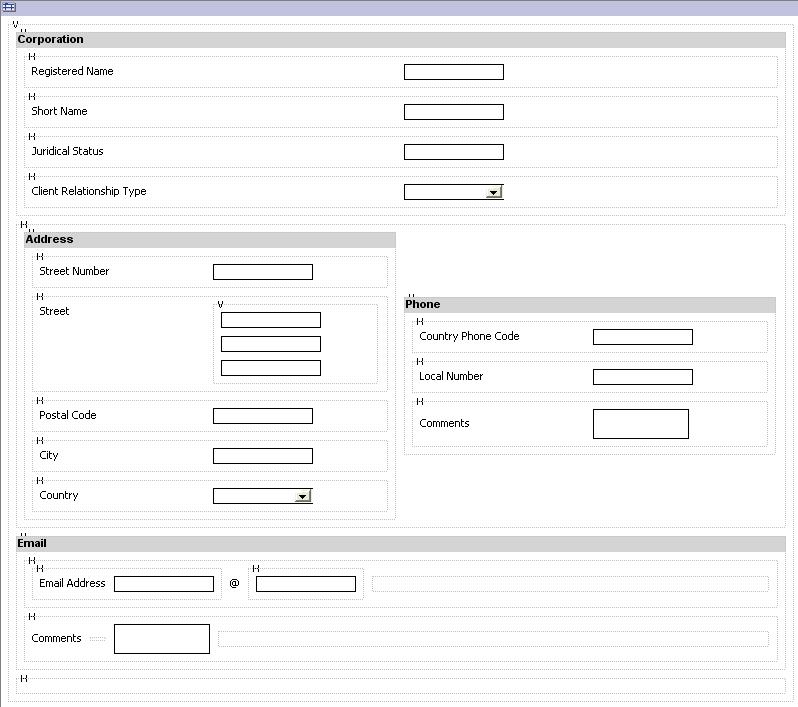 Corporation
Registered Name
Short Name
Juridical Status
Client Relationship Type
Address
Street Number
Street
Postal Code
City
Country
Phone
Country Phone Code
Local Number
Comments
Email
Email Address @
Comments